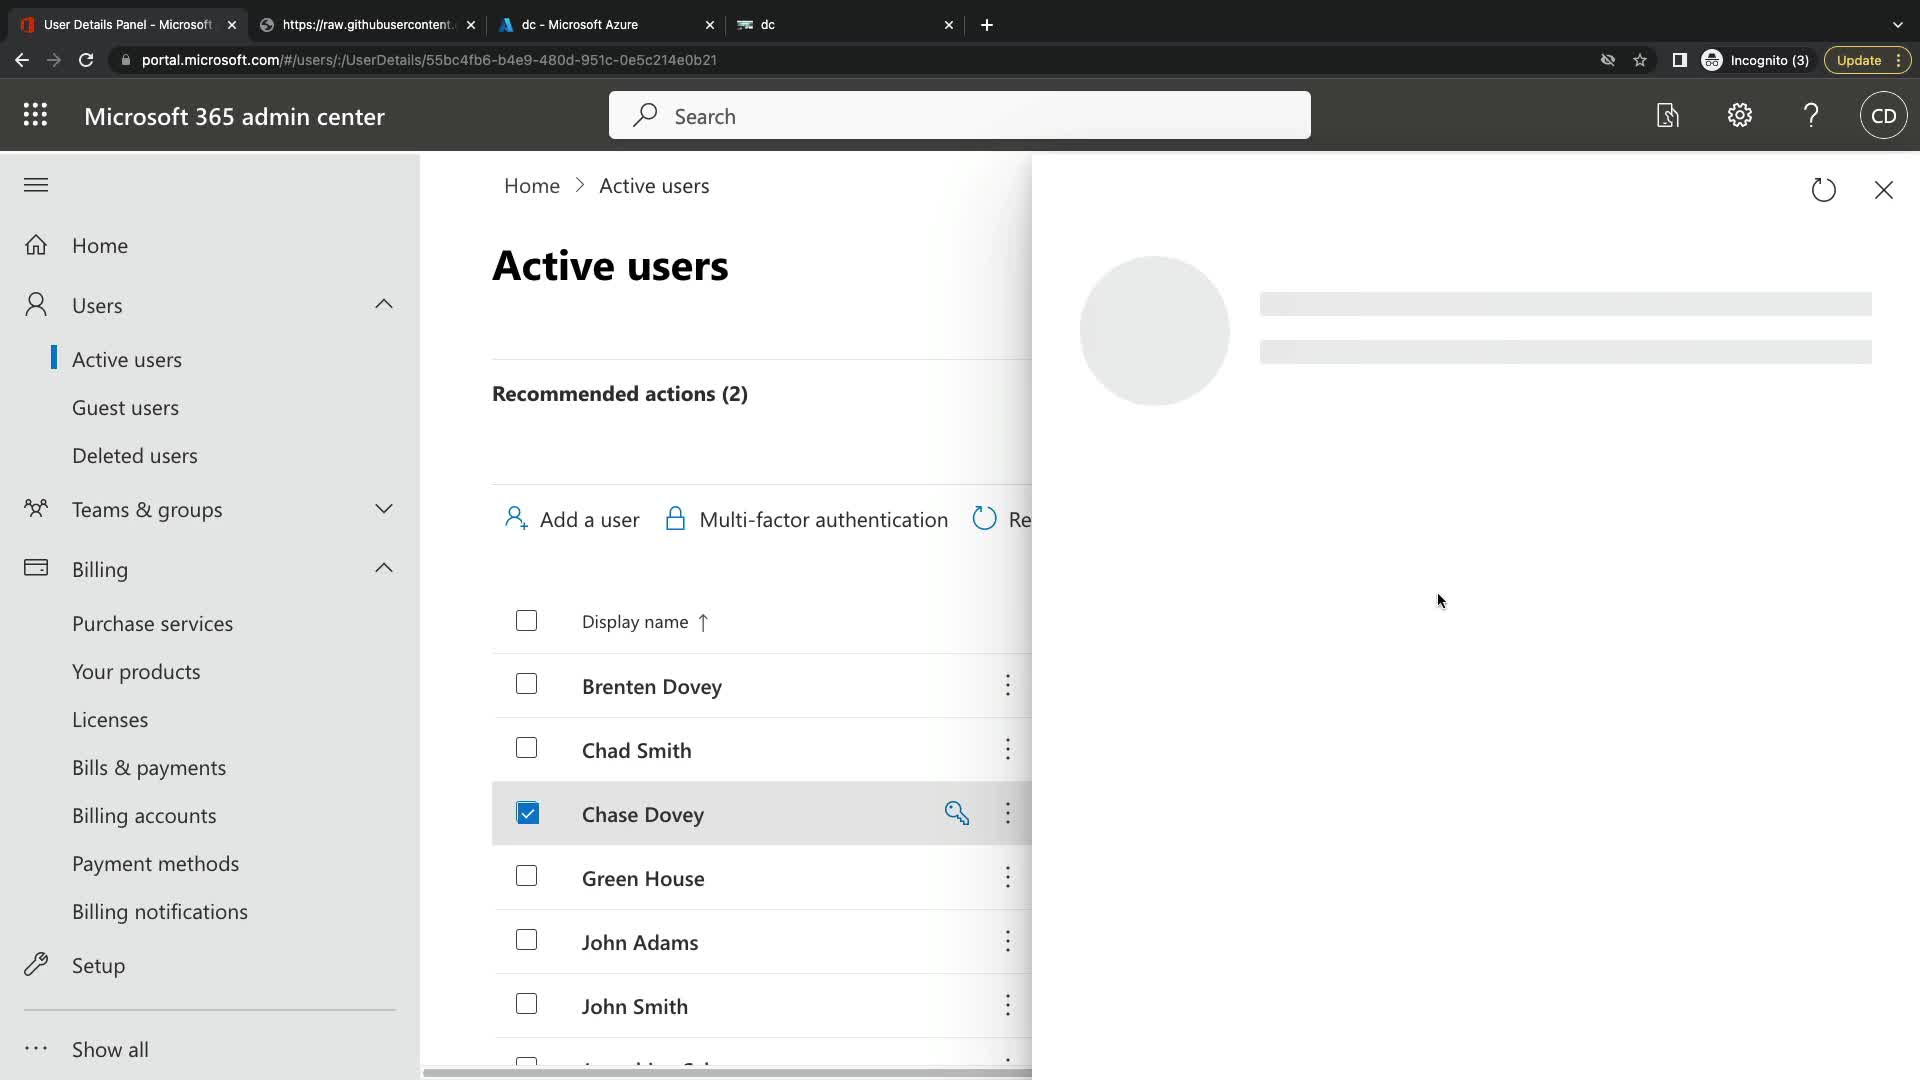 User Details Panel - Microsoft
https://raw.githubusercontent.
dc - Microsoft Azure
dc
portal.microsoft.com/#/users/:/UserDetails/55bc4fb6-b4e9-480d-951c-0e5c214e0b21
Incognito (3)
Update
Microsoft 365 admin center
Search
CD
Home
Users
Active users
Guest users
Deleted users
Teams & groups
Billing
Purchase services
Your products
Licenses
Bills & payments
Billing accounts
Payment methods
Billing notifications
Setup
Show all
Home > Active users
Active users
Recommended actions (2)
Add a user
Multi-factor authentication
Re
Display name ↑
Brenten Dovey
Chad Smith
Chase Dovey
Green House
John Adams
John Smith